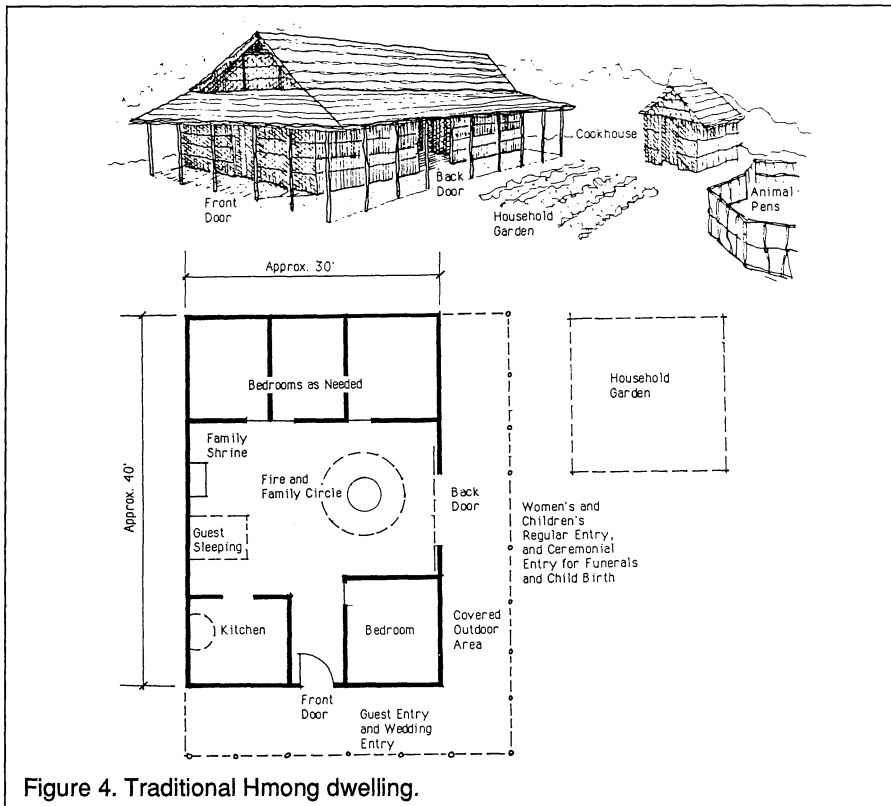 Cookhouse
Back
Door
Front
Door
Household
Garden
Animal
Pens
Approx. 30'
Approx. 40'
Bedrooms as Needed
Household
Garden
Family
Shrine
Fire and
Family Circle
Back
Door
Guest
Sleeping
Women's and
Children's
Regular Entry,
and Ceremonial
Entry for Funerals
and Child Birth
Kitchen
Bedroom
Covered
Outdoor
Area
Front
Door
Guest Entry
and Wedding
Entry
Figure 4. Traditional Hmong dwelling.